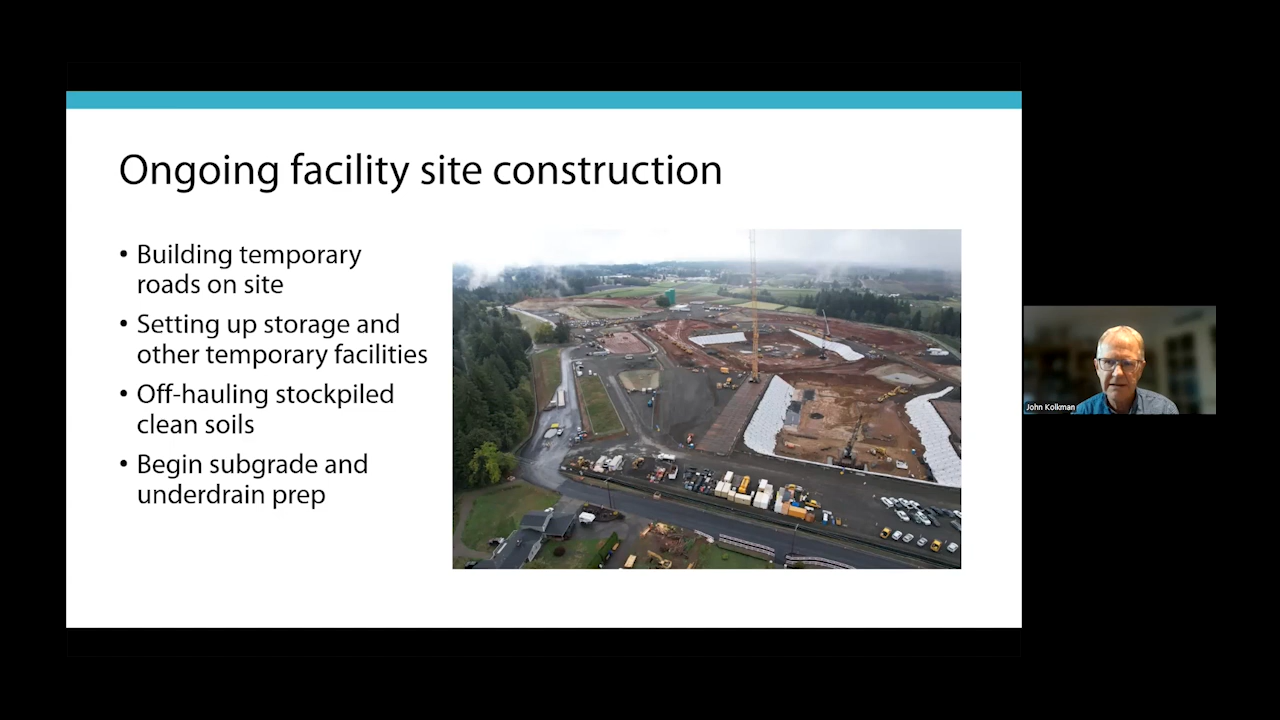 Ongoing facility site construction
• Building temporary
roads on site
• Setting up storage and
other temporary facilities
• Off-hauling stockpiled
clean soils
• Begin subgrade and
underdrain prep
John Kolkman